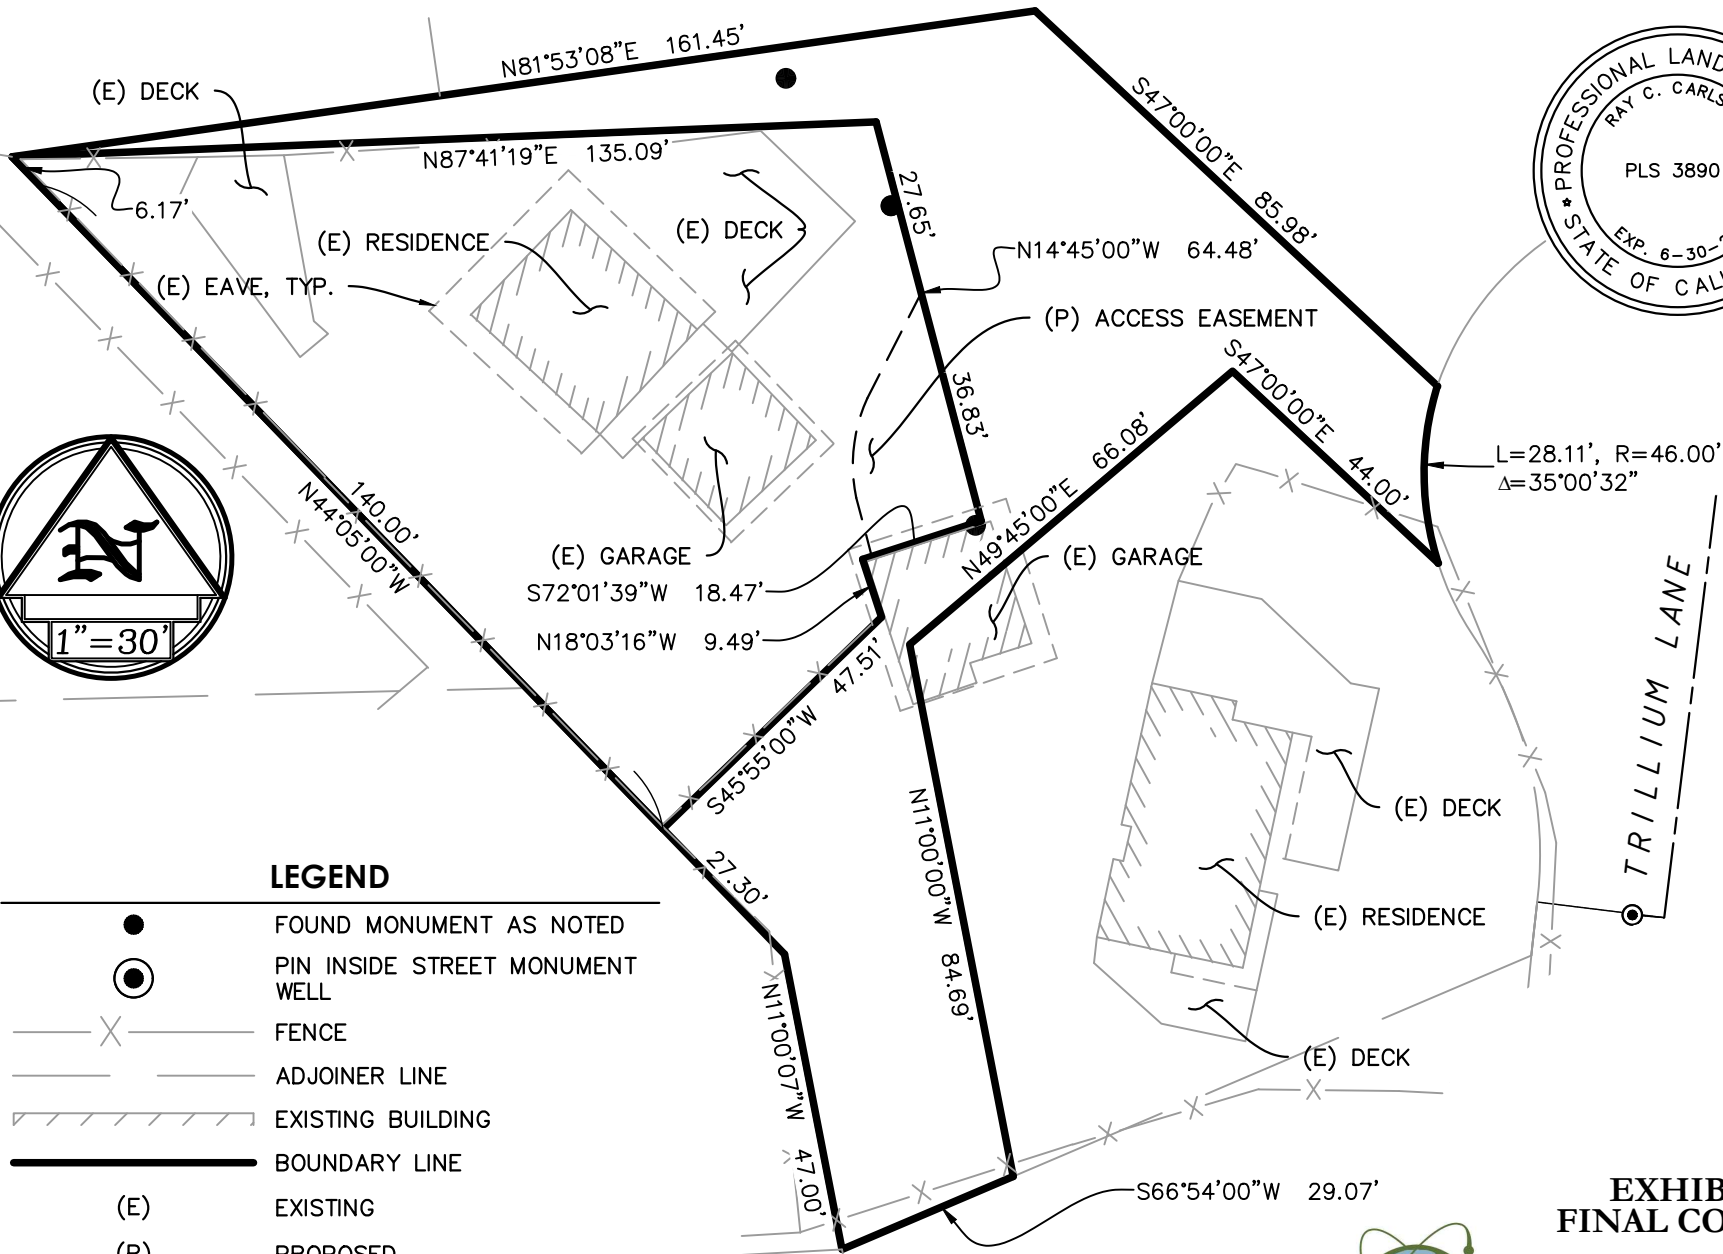 N81°53'08"E 161.45'
(E) DECK
N87°41'19"E 135.09'
6.17'
(E) RESIDENCE
(E) DECK
(E) EAVE, TYP.
27.65'
N14°45'00"W 64.48'
(P) ACCESS EASEMENT
36.83'
S47°00'00"E 85.98'
S47°00'00"E 44.00'
N49°45'00"E 66.08'
L=28.11', R=46.00'
Δ=35°00'32"
PROFESSIONAL LAND
RAY C. CARLS
PLS 3890
EXP. 6-30-
STATE OF CAL
140.00'
N44°05'00"W
N
1"=30'
(E) GARAGE
S72°01'39"W 18.47'
N18°03'16"W 9.49'
(E) GARAGE
S45°55'00"W 47.51'
27.30'
N11°00'00"W 84.69'
N11°00'07"W 47.00'
(E) DECK
(E) RESIDENCE
(E) DECK
S66°54'00"W 29.07'
TRILLIUM LANE
LEGEND
FOUND MONUMENT AS NOTED
PIN INSIDE STREET MONUMENT
WELL
FENCE
ADJOINER LINE
EXISTING BUILDING
BOUNDARY LINE
(E) EXISTING
(P) PROPOSED
EXHIB
FINAL CO